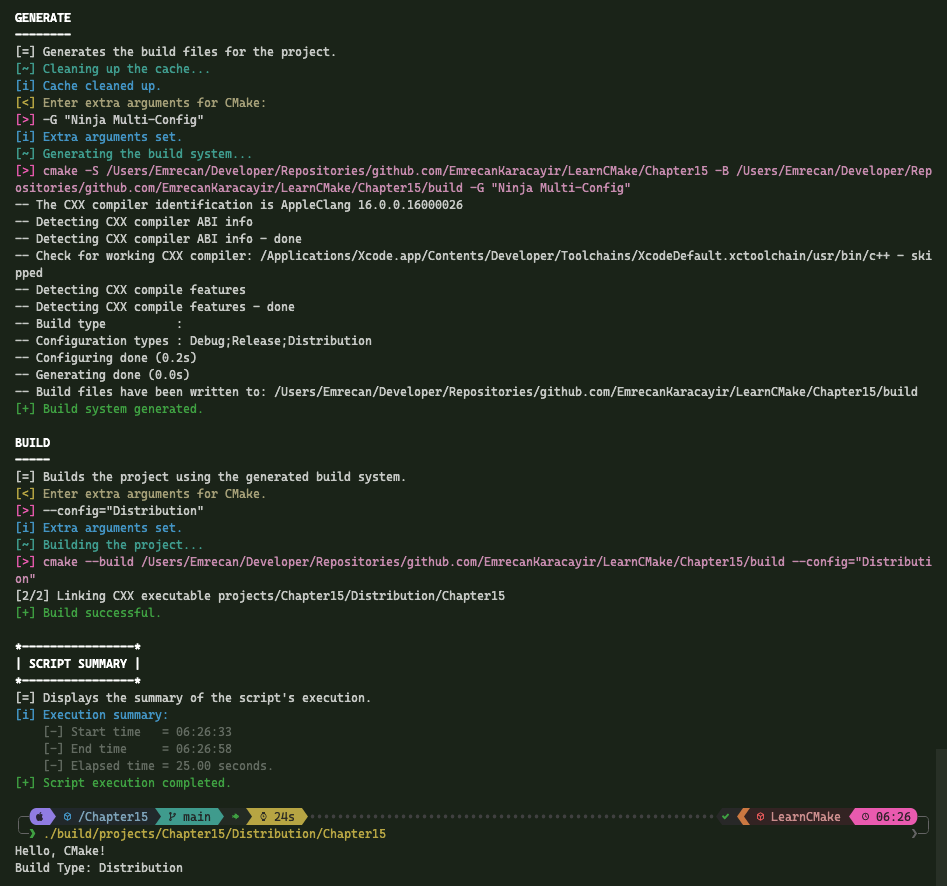 GENERATE
--------
[=] Generates the build files for the project.
[~] Cleaning up the cache...
[i] Cache cleaned up.
[<] Enter extra arguments for CMake:
[>] -G "Ninja Multi-Config"
[i] Extra arguments set.
[~] Generating the build system...
[>] cmake -S /Users/Emrecan/Developer/Repositories/github.com/EmrecanKaracayir/LearnCMake/Chapter15 -B /Users/Emrecan/Developer/Rep
ositories/github.com/EmrecanKaracayir/LearnCMake/Chapter15/build -G "Ninja Multi-Config"
-- The CXX compiler identification is AppleClang 16.0.0.16000026
-- Detecting CXX compiler ABI info
-- Detecting CXX compiler ABI info - done
-- Check for working CXX compiler: /Applications/Xcode.app/Contents/Developer/Toolchains/XcodeDefault.xctoolchain/usr/bin/c++ - ski
pped
-- Detecting CXX compile features
-- Detecting CXX compile features - done
-- Build type          :
-- Configuration types : Debug;Release;Distribution
-- Configuring done (0.2s)
-- Generating done (0.0s)
-- Build files have been written to: /Users/Emrecan/Developer/Repositories/github.com/EmrecanKaracayir/LearnCMake/Chapter15/build
[+] Build system generated.
BUILD
-----
[=] Builds the project using the generated build system.
[<] Enter extra arguments for CMake.
[>] --config="Distribution"
[i] Extra arguments set.
[~] Building the project...
[>] cmake --build /Users/Emrecan/Developer/Repositories/github.com/EmrecanKaracayir/LearnCMake/Chapter15/build --config="Distributi
on"
[2/2] Linking CXX executable projects/Chapter15/Distribution/Chapter15
[+] Build successful.
*----------------*
| SCRIPT SUMMARY |
*----------------*
[=] Displays the summary of the script's execution.
[i] Execution summary:
    [-] Start time   = 06:26:33
    [-] End time     = 06:26:58
    [-] Elapsed time = 25.00 seconds.
[+] Script execution completed.
/Chapter15 main 24s LearnCMake 06:26
❯ ./build/projects/Chapter15/Distribution/Chapter15
Hello, CMake!
Build Type: Distribution